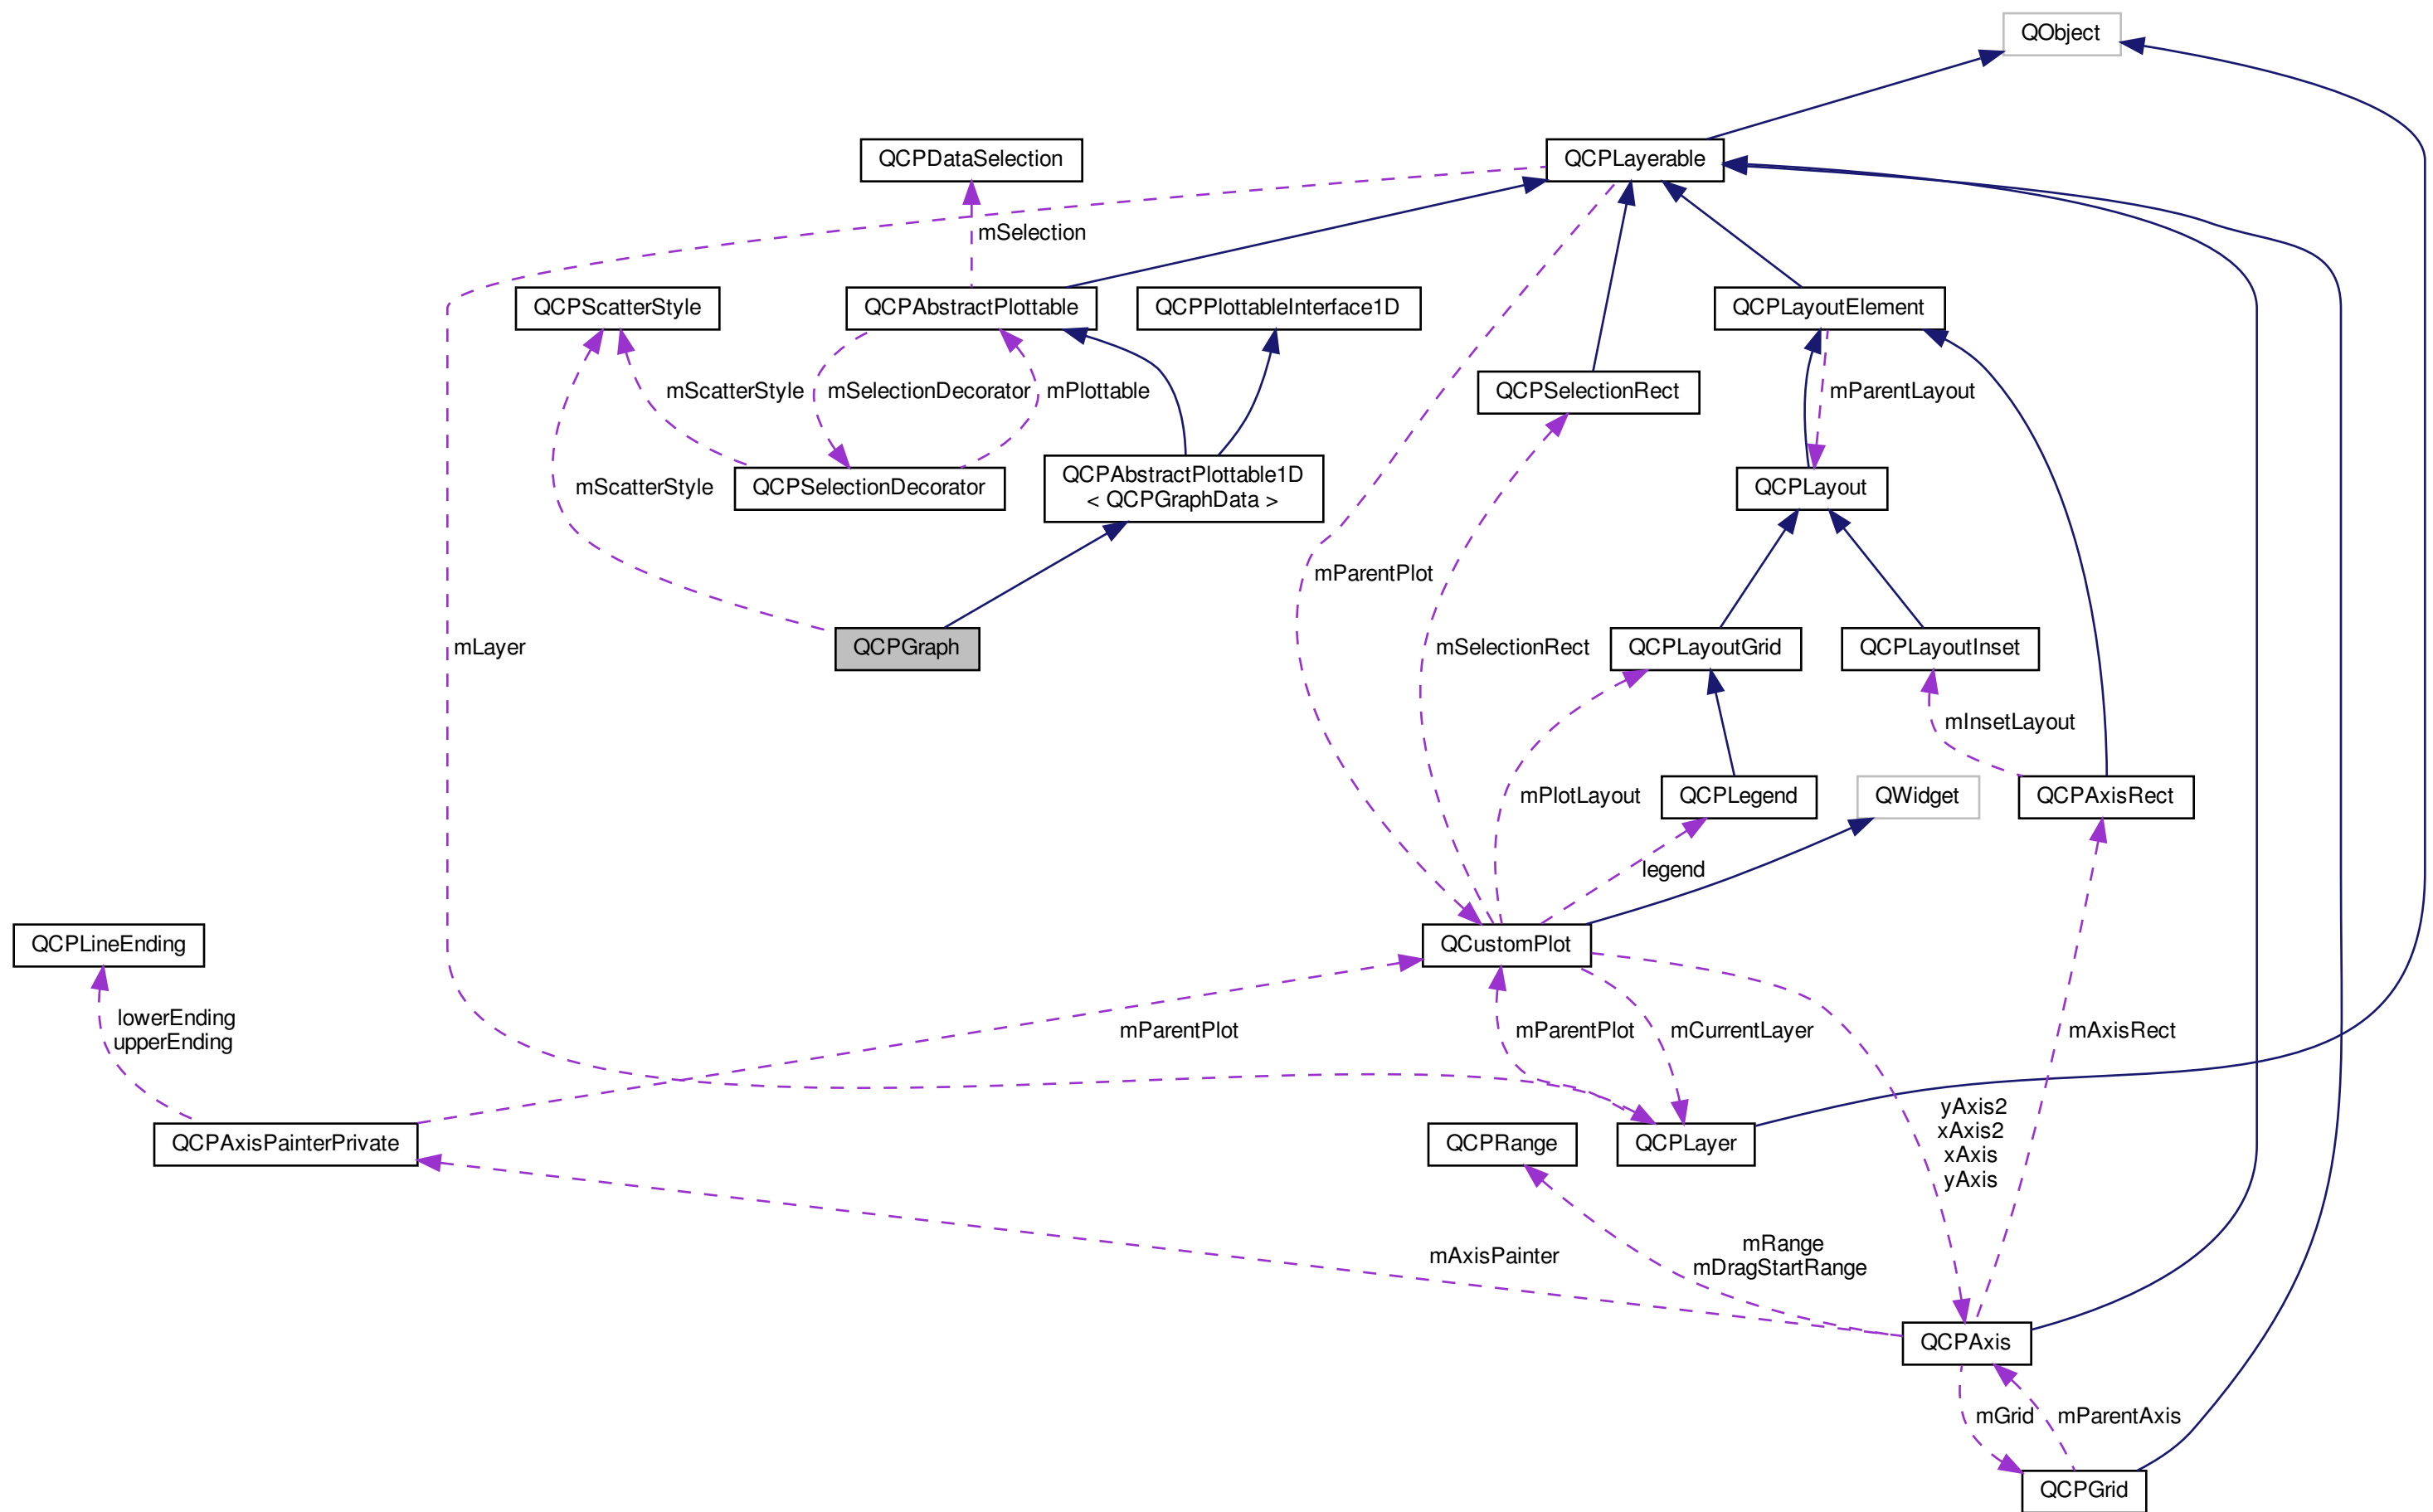 QObject
QCPDataSelection
QCPLayerable
mSelection
QCPScatterStyle
QCPAbstractPlottable
QCPPlottableInterface1D
QCPLayoutElement
mScatterStyle
mSelectionDecorator
mPlottable
QCPSelectionRect
mParentLayout
mScatterStyle
QCPSelectionDecorator
QCPAbstractPlottable1D
< QCPGraphData >
QCPLayout
mParentPlot
mLayer
QCPGraph
mSelectionRect
QCPLayoutGrid
QCPLayoutInset
mInsetLayout
mPlotLayout
QCPLegend
QWidget
QCPAxisRect
legend
QCPLineEnding
QCustomPlot
lowerEnding
upperEnding
mParentPlot
mParentPlot
mCurrentLayer
mAxisRect
yAxis2
xAxis2
xAxis
yAxis
QCPAxisPainterPrivate
QCPRange
QCPLayer
mAxisPainter
mRange
mDragStartRange
QCPAxis
mGrid
mParentAxis
QCPGrid